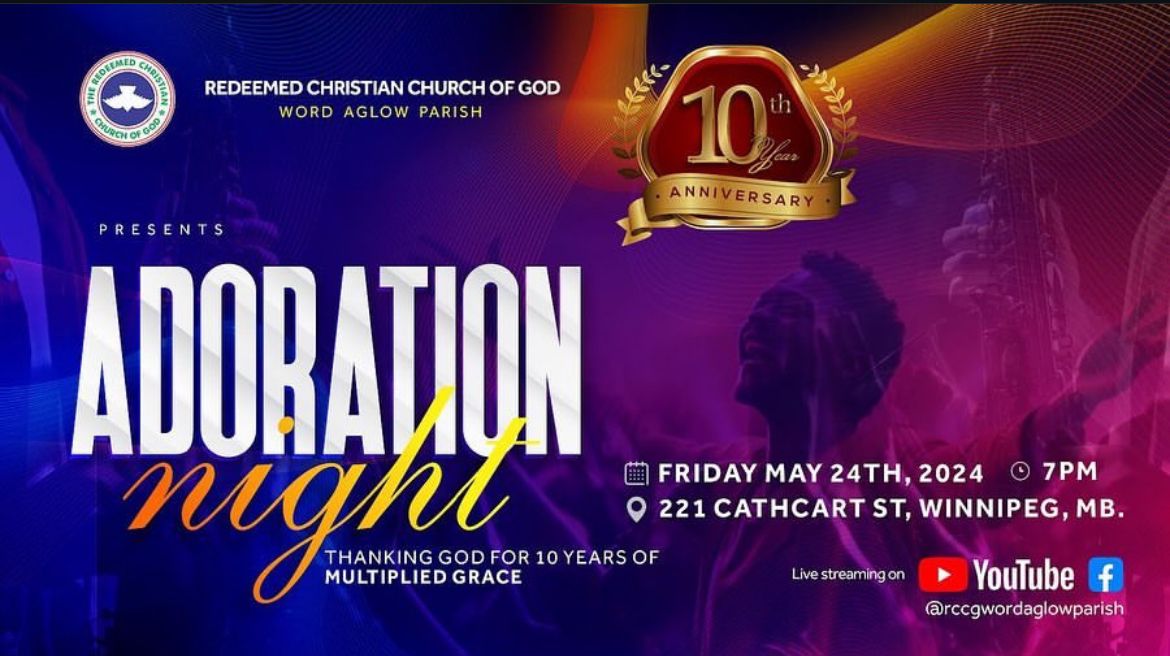 THE REDEEMED CHRISTIAN
CHURCH OF GOD
REDEEMED CHRISTIAN CHURCH OF GOD
WORD AGLOW PARISH
10th
Year
ANNIVERSARY
PRESENTS
ADORATION
night
THANKING GOD FOR 10 YEARS OF
MULTIPLIED GRACE
FRIDAY MAY 24TH, 2024 7PM
221 CATHCART ST, WINNIPEG, MB.
Live streaming on YouTube f
@rccgwordaglowparish